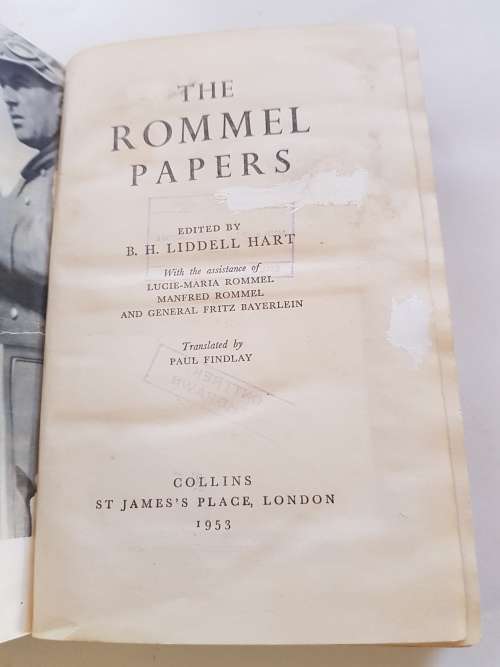 THE
ROMMEL
PAPERS
EDITED BY
B. H. LIDDELL HART
With the assistance of
LUCIE-MARIA ROMMEL
MANFRED ROMMEL
AND GENERAL FRITZ BAYERLEIN
Translated by
PAUL FINDLAY
COLLINS
ST JAMES'S PLACE, LONDON
1953